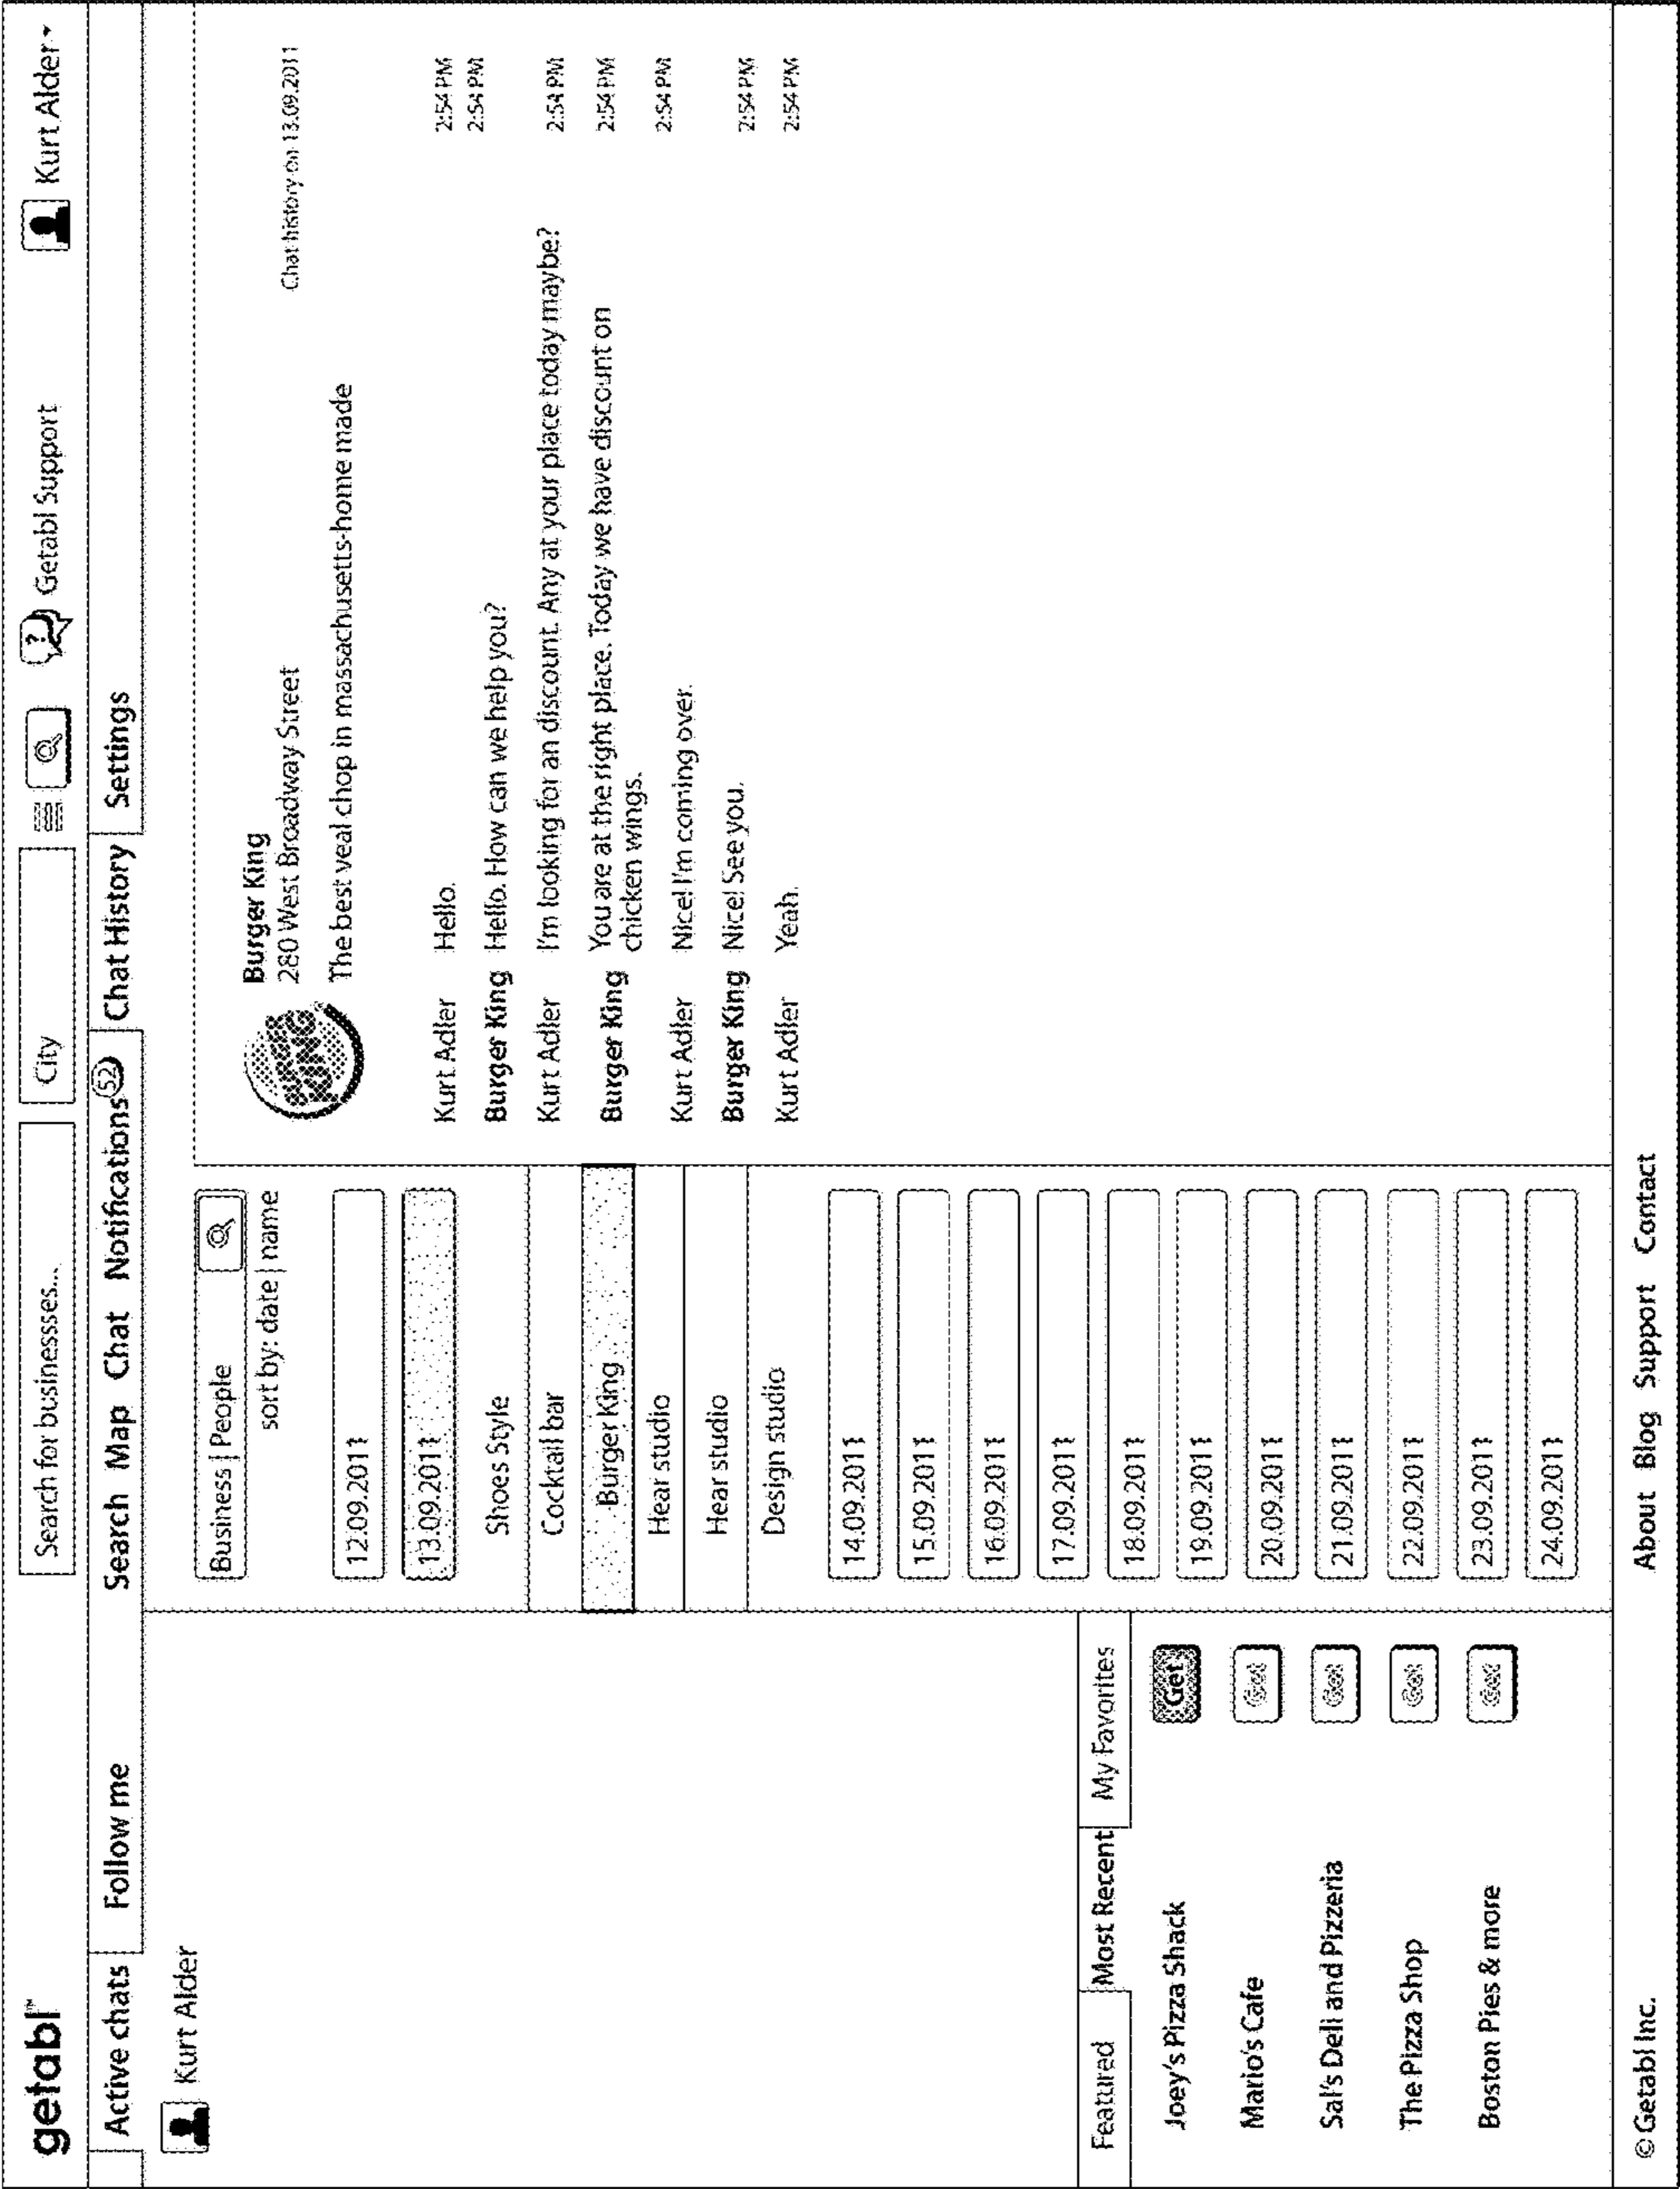 getabl™
Search for businessses...
City
Getabl Support
Kurt Alder
Active chats
Follow me
Search Map Chat Notifications 52
Chat History
Settings
Kurt Alder
Featured
Most Recent
My Favorites
Joey's Pizza Shack Get
Mario's Cafe Get
Sal's Deli and Pizzeria Get
The Pizza Shop Get
Boston Pies & more Get
Business | People
sort by: date | name
12.09.2011
13.09.2011
Shoes Style
Cocktail bar
Burger King
Hear studio
Hear studio
Design studio
14.09.2011
15.09.2011
16.09.2011
17.09.2011
18.09.2011
19.09.2011
20.09.2011
21.09.2011
22.09.2011
23.09.2011
24.09.2011
BURGER
KING
Burger King
280 West Broadway Street
Chat history on 13.09.2011
The best veal chop in massachusetts-home made
Kurt Adler Hello. 2:54 PM
Burger King Hello. How can we help you? 2:54 PM
Kurt Adler I'm looking for an discount. Any at your place today maybe? 2:54 PM
Burger King You are at the right place. Today we have discount on 2:54 PM
chicken wings.
Kurt Adler Nice! I'm coming over. 2:54 PM
Burger King Nice! See you. 2:54 PM
Kurt Adler Yeah. 2:54 PM
© Getabl Inc.
About Blog Support Contact